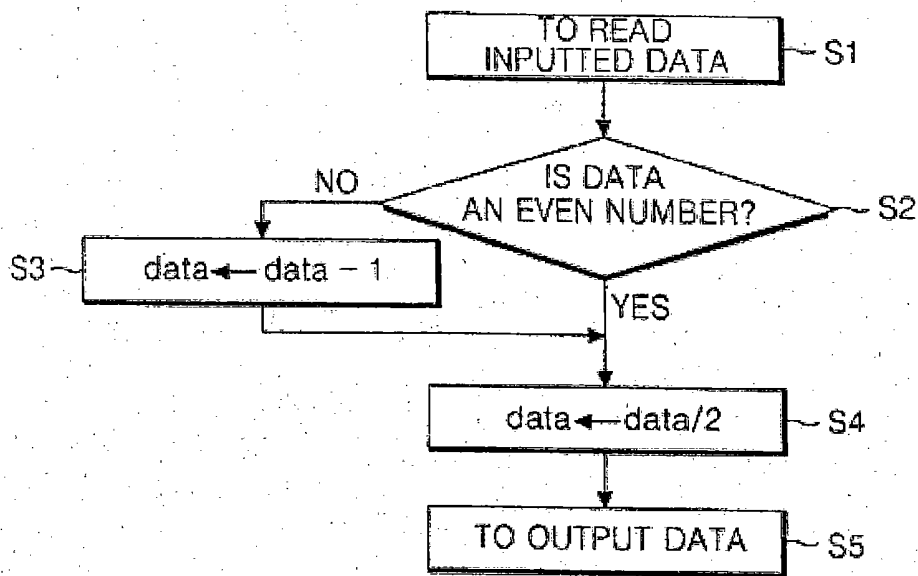 TO READ
INPUTTED DATA
S1
IS DATA
AN EVEN NUMBER?
S2
NO
S3
data ← data - 1
YES
data ← data/2
S4
TO OUTPUT DATA
S5